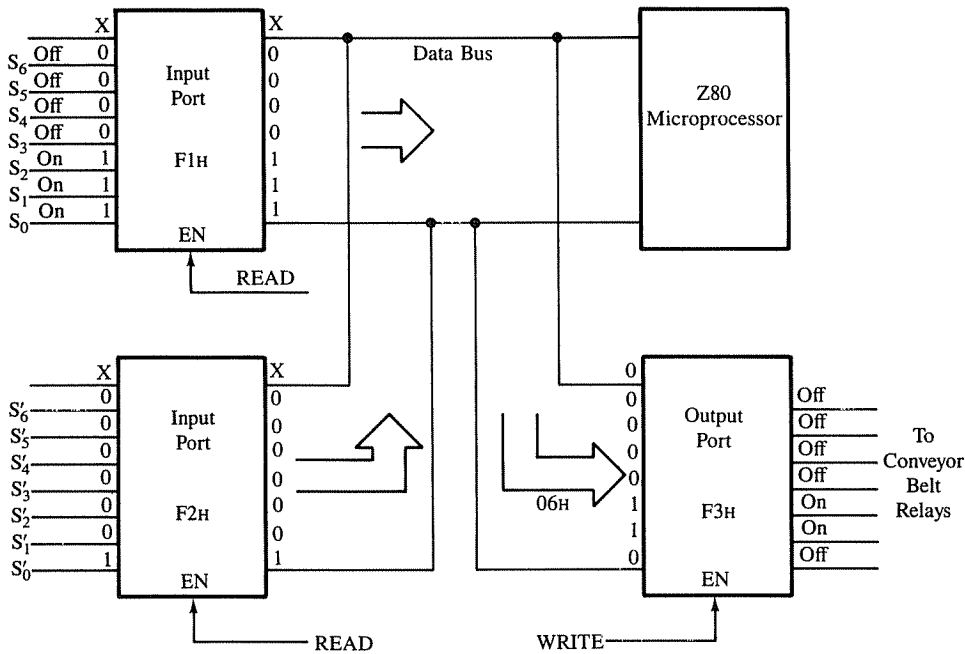 X X
Data Bus
S6 Off 0 0
S5 Off 0 0
S4 Off 0 0
S3 Off 0 0
S2 On 1 1
S1 On 1 1
S0 On 1 1
Input
Port
F1H
EN
READ
Z80
Microprocessor
X X
0 0
S′6 0 0
S′5 0 0
S′4 0 0
S′3 0 0
S′2 0 0
S′1 1 1
S′0
Input
Port
F2H
EN
READ
06H
0
0
0
0
0
1
1
0
Output
Port
F3H
EN
WRITE
Off
Off
Off
Off
On
On
Off
To
Conveyor
Belt
Relays